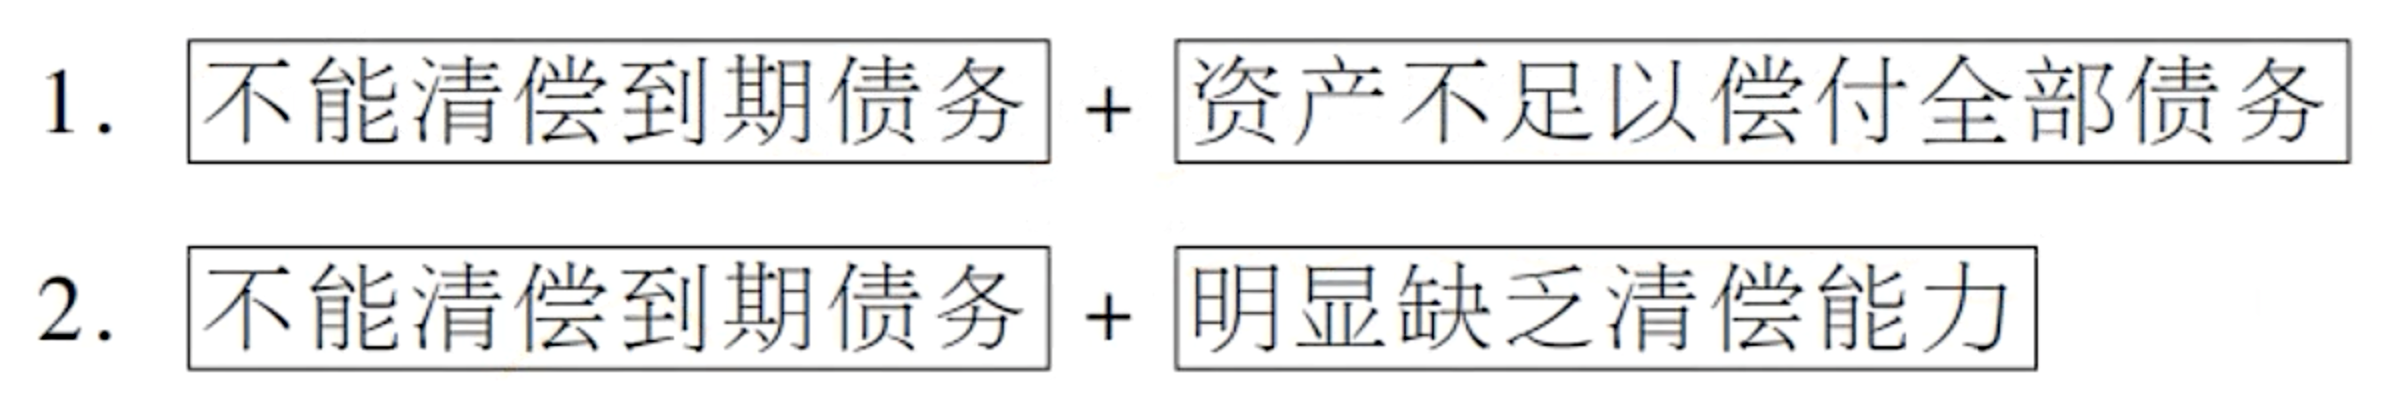 1. 不能清偿到期债务 + 资产不足以偿付全部债务
2. 不能清偿到期债务 + 明显缺乏清偿能力